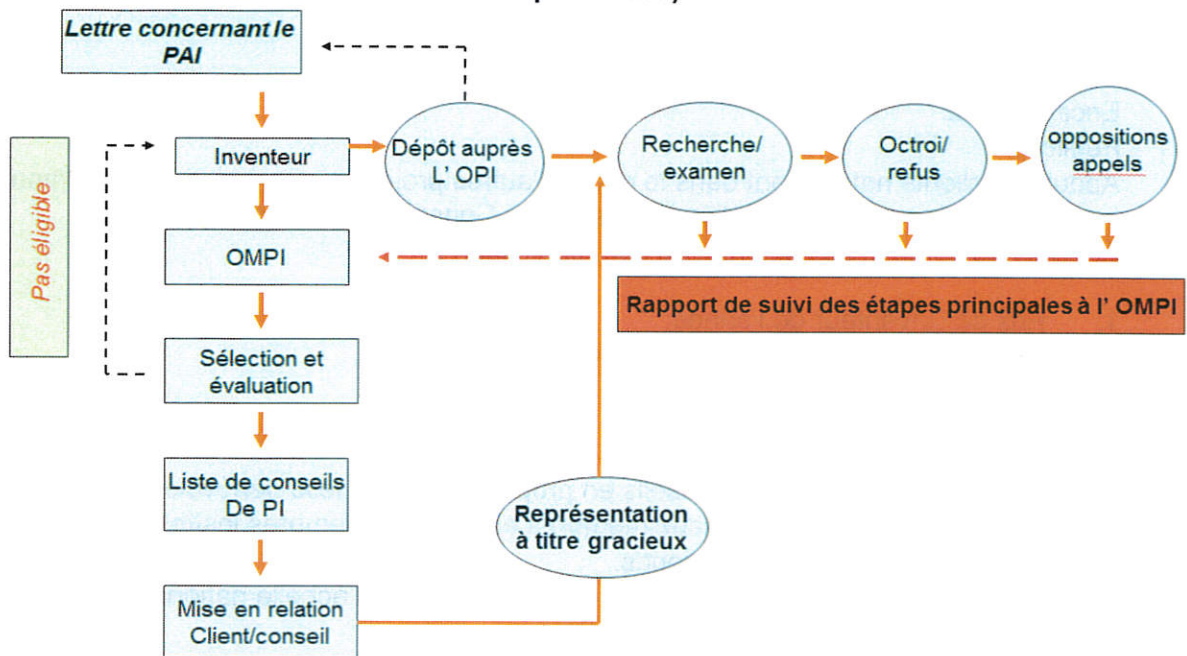 Lettre concernant le
PAI
Pas éligible
Inventeur
Dépôt auprès
L' OPI
Recherche/
examen
Octroi/
refus
oppositions
appels
OMPI
Rapport de suivi des étapes principales à l' OMPI
Sélection et
évaluation
Liste de conseils
De PI
Représentation
à titre gracieux
Mise en relation
Client/conseil